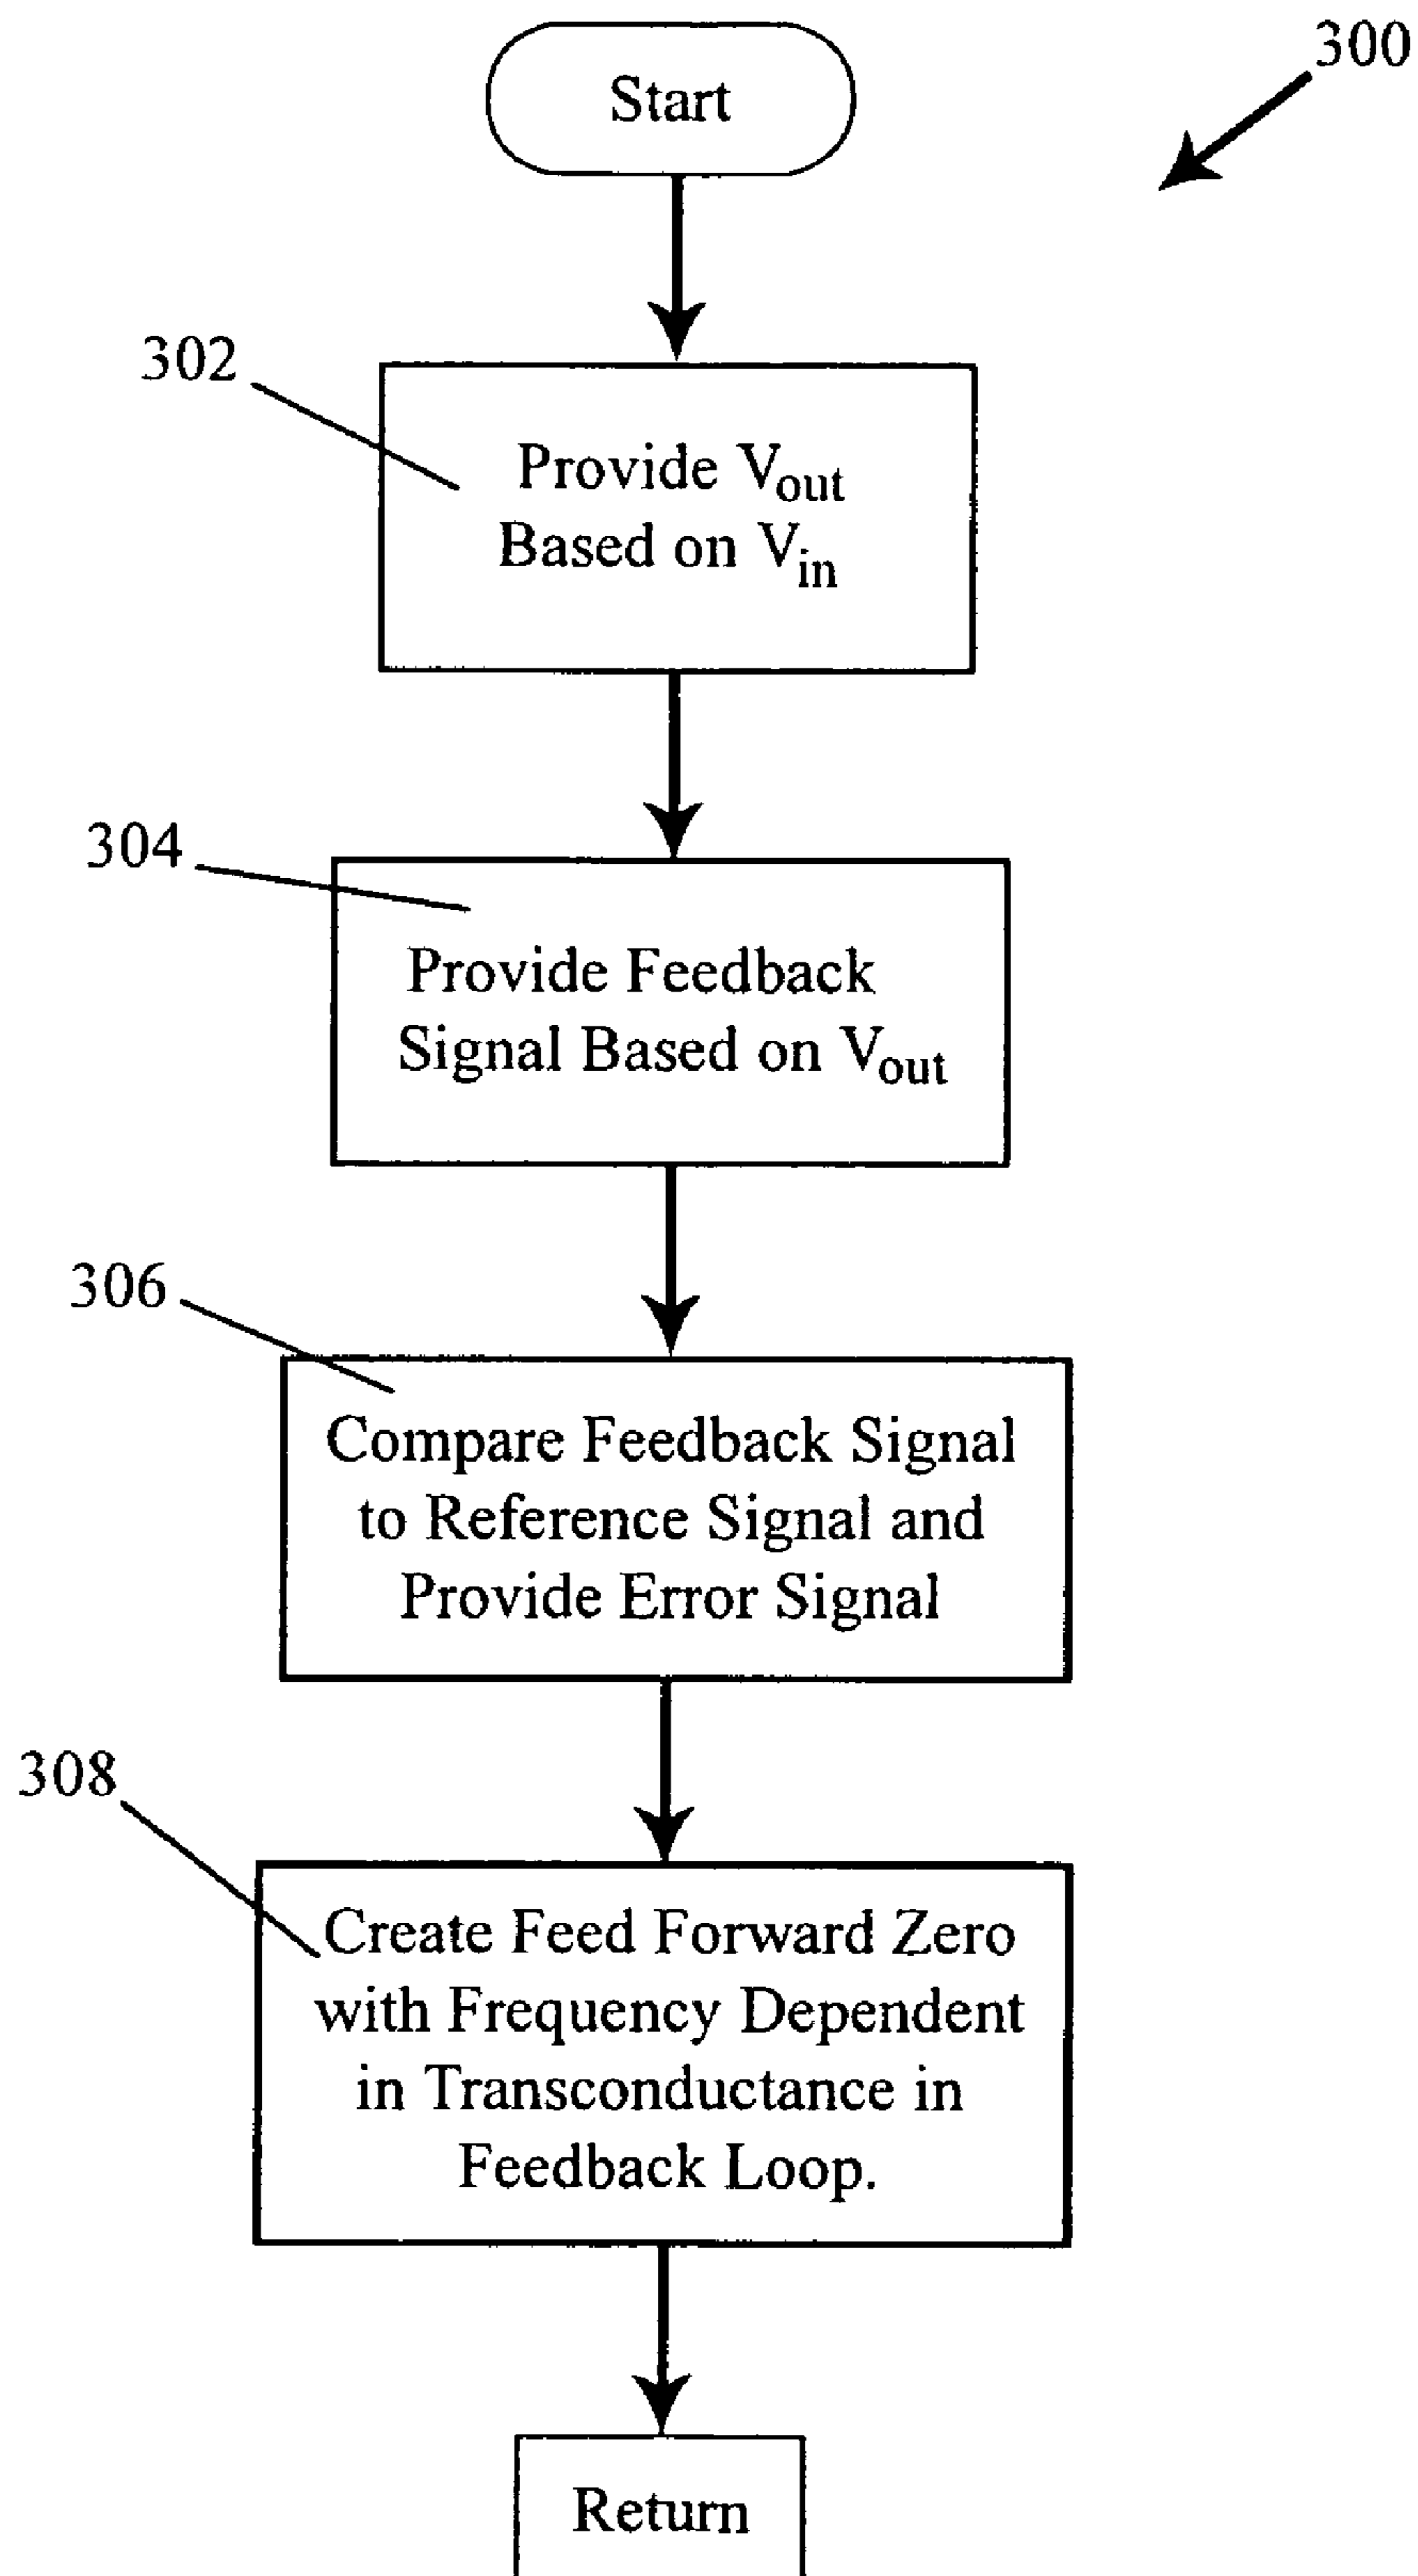 Start
300
302
Provide Vout
Based on Vin
304
Provide Feedback
Signal Based on Vout
306
Compare Feedback Signal
to Reference Signal and
Provide Error Signal
308
Create Feed Forward Zero
with Frequency Dependent
in Transconductance in
Feedback Loop.
Return